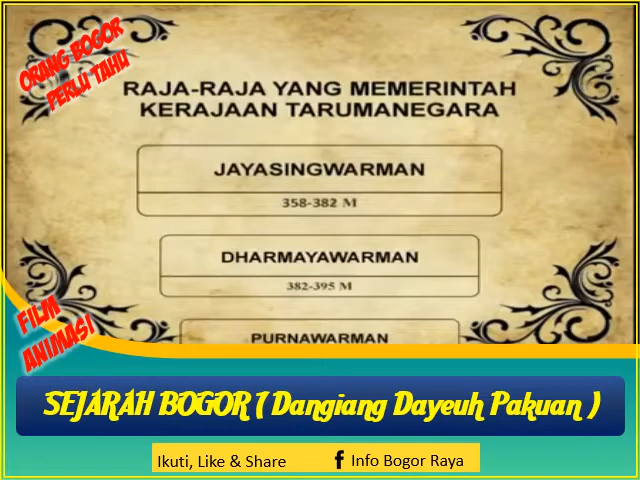 ORANG BOGOR
PERLU TAHU
RAJA-RAJA YANG MEMERINTAH
KERAJAAN TARUMANEGARA
JAYASINGWARMAN
358-382 M
DHARMAYAWARMAN
382-395 M
PURNAWARMAN
FILM
ANIMASI
SEJARAH BOGOR ( Dangiang Dayeuh Pakuan )
Ikuti, Like & Share
f Info Bogor Raya